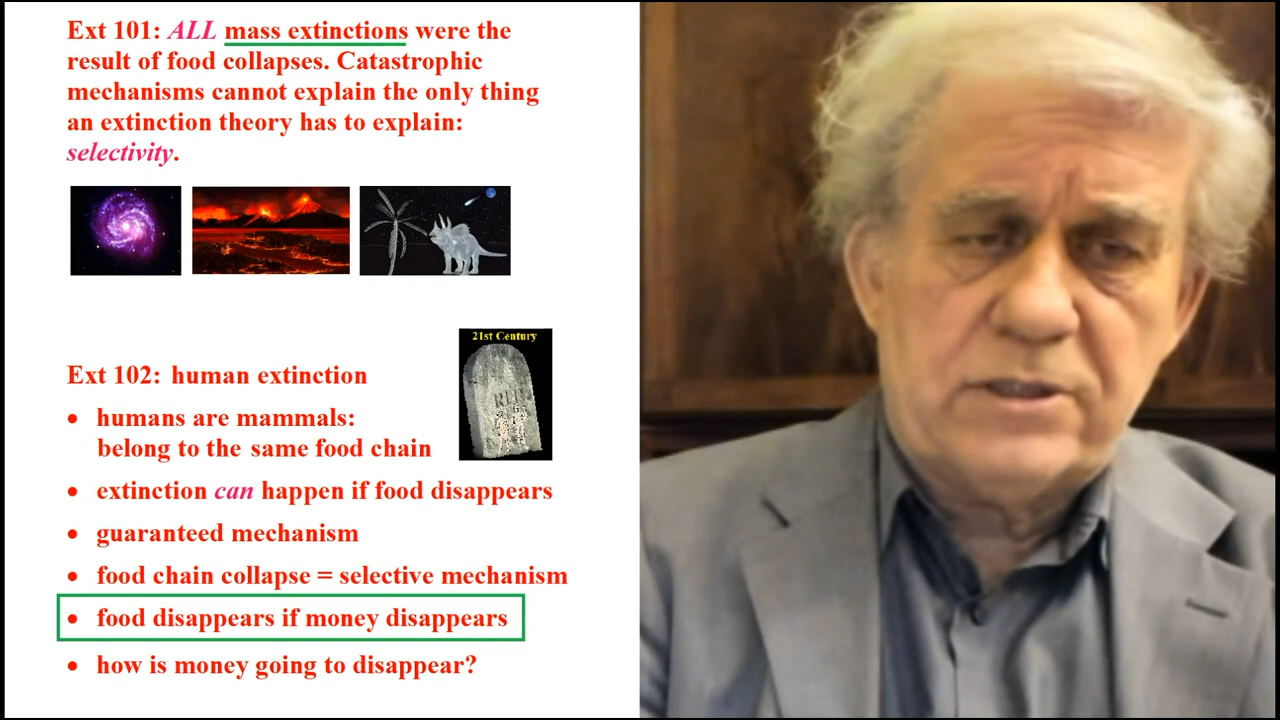 Ext 101: ALL mass extinctions were the
result of food collapses. Catastrophic
mechanisms cannot explain the only thing
an extinction theory has to explain:
selectivity.
21st Century
Ext 102: human extinction
• humans are mammals:
belong to the same food chain
• extinction can happen if food disappears
• guaranteed mechanism
• food chain collapse = selective mechanism
• food disappears if money disappears
• how is money going to disappear?